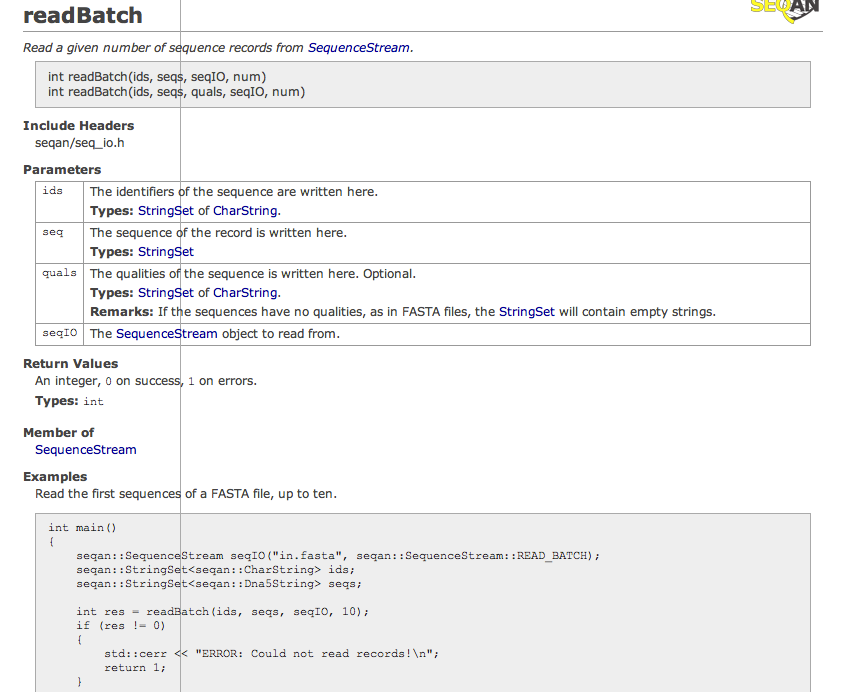 SEQAN
readBatch
Read a given number of sequence records from SequenceStream.
int readBatch(ids, seqs, seqIO, num)
int readBatch(ids, seqs, quals, seqIO, num)
Include Headers
seqan/seq_io.h
Parameters
ids The identifiers of the sequence are written here.
Types: StringSet of CharString.
seq The sequence of the record is written here.
Types: StringSet
quals The qualities of the sequence is written here. Optional.
Types: StringSet of CharString.
Remarks: If the sequences have no qualities, as in FASTA files, the StringSet will contain empty strings.
seqIO The SequenceStream object to read from.
Return Values
An integer, 0 on success, 1 on errors.
Types: int
Member of
SequenceStream
Examples
Read the first sequences of a FASTA file, up to ten.
int main()
{
seqan::SequenceStream seqIO("in.fasta", seqan::SequenceStream::READ_BATCH);
seqan::StringSet<seqan::CharString> ids;
seqan::StringSet<seqan::Dna5String> seqs;
int res = readBatch(ids, seqs, seqIO, 10);
if (res != 0)
{
std::cerr << "ERROR: Could not read records!\n";
return 1;
}